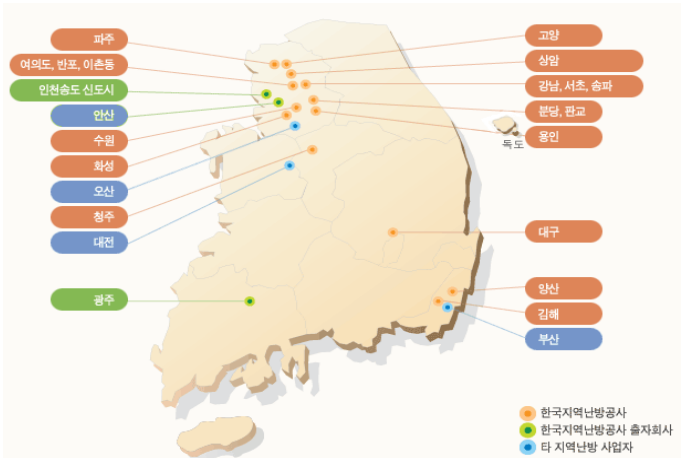 파주
여의도, 반포, 이촌동
인천송도 신도시
안산
수원
화성
오산
청주
대전
광주
고양
상암
강남, 서초, 송파
분당, 판교
용인
독도
대구
양산
김해
부산
한국지역난방공사
한국지역난방공사 출자회사
타 지역난방 사업자